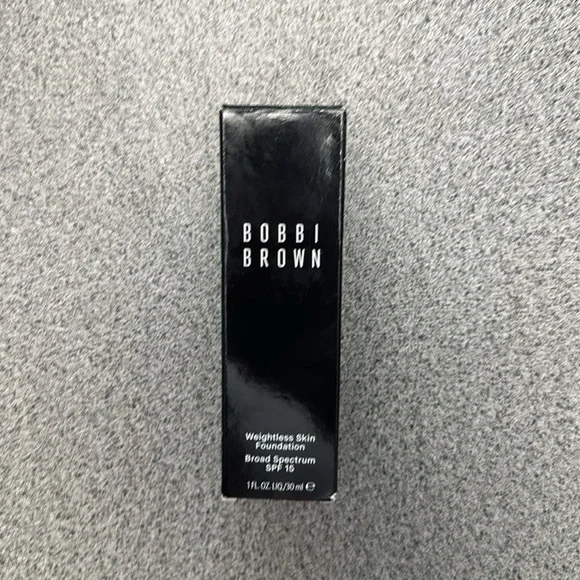 BOBBI
BROWN
Weightless Skin
Foundation
Broad Spectrum
SPF 15
1 FL. OZ. LIQ./30 ml ℮